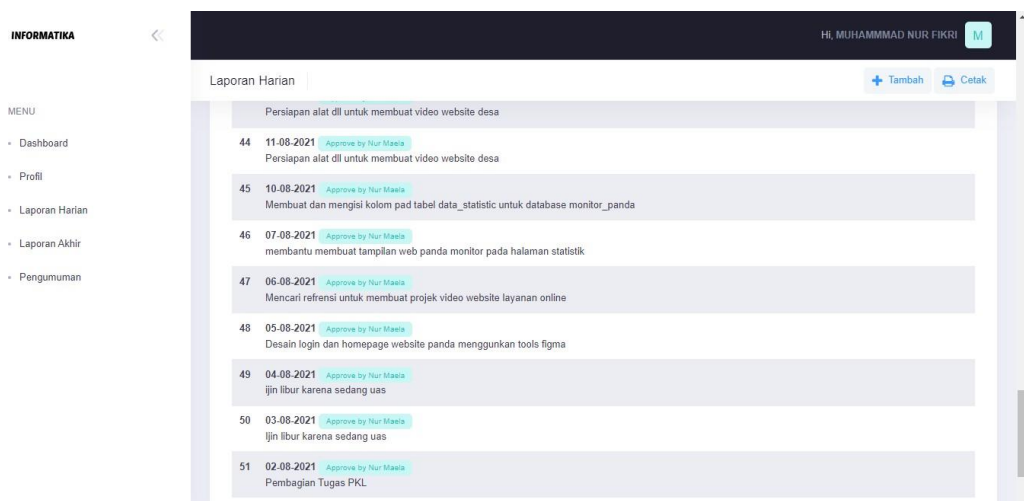 INFORMATIKA
Hi, MUHAMMMAD NUR FIKRI M
Laporan Harian
Tambah
Cetak
MENU
Dashboard
Profil
Laporan Harian
Laporan Akhir
Pengumuman
Persiapan alat dll untuk membuat video website desa
44 11-08-2021 Approve by Nur Maela
Persiapan alat dll untuk membuat video website desa
45 10-08-2021 Approve by Nur Maela
Membuat dan mengisi kolom pad tabel data_statistic untuk database monitor_panda
46 07-08-2021 Approve by Nur Maela
membantu membuat tampilan web panda monitor pada halaman statistik
47 06-08-2021 Approve by Nur Maela
Mencari refrensi untuk membuat projek video website layanan online
48 05-08-2021 Approve by Nur Maela
Desain login dan homepage website panda menggunkan tools figma
49 04-08-2021 Approve by Nur Maela
ijin libur karena sedang uas
50 03-08-2021 Approve by Nur Maela
Ijin libur karena sedang uas
51 02-08-2021 Approve by Nur Maela
Pembagian Tugas PKL